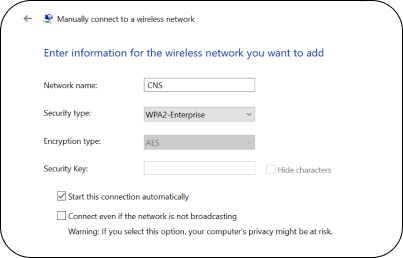 Manually connect to a wireless network
Enter information for the wireless network you want to add
Network name: CNS
Security type: WPA2-Enterprise
Encryption type: AES
Security Key: Hide characters
Start this connection automatically
Connect even if the network is not broadcasting
Warning: If you select this option, your computer's privacy might be at risk.